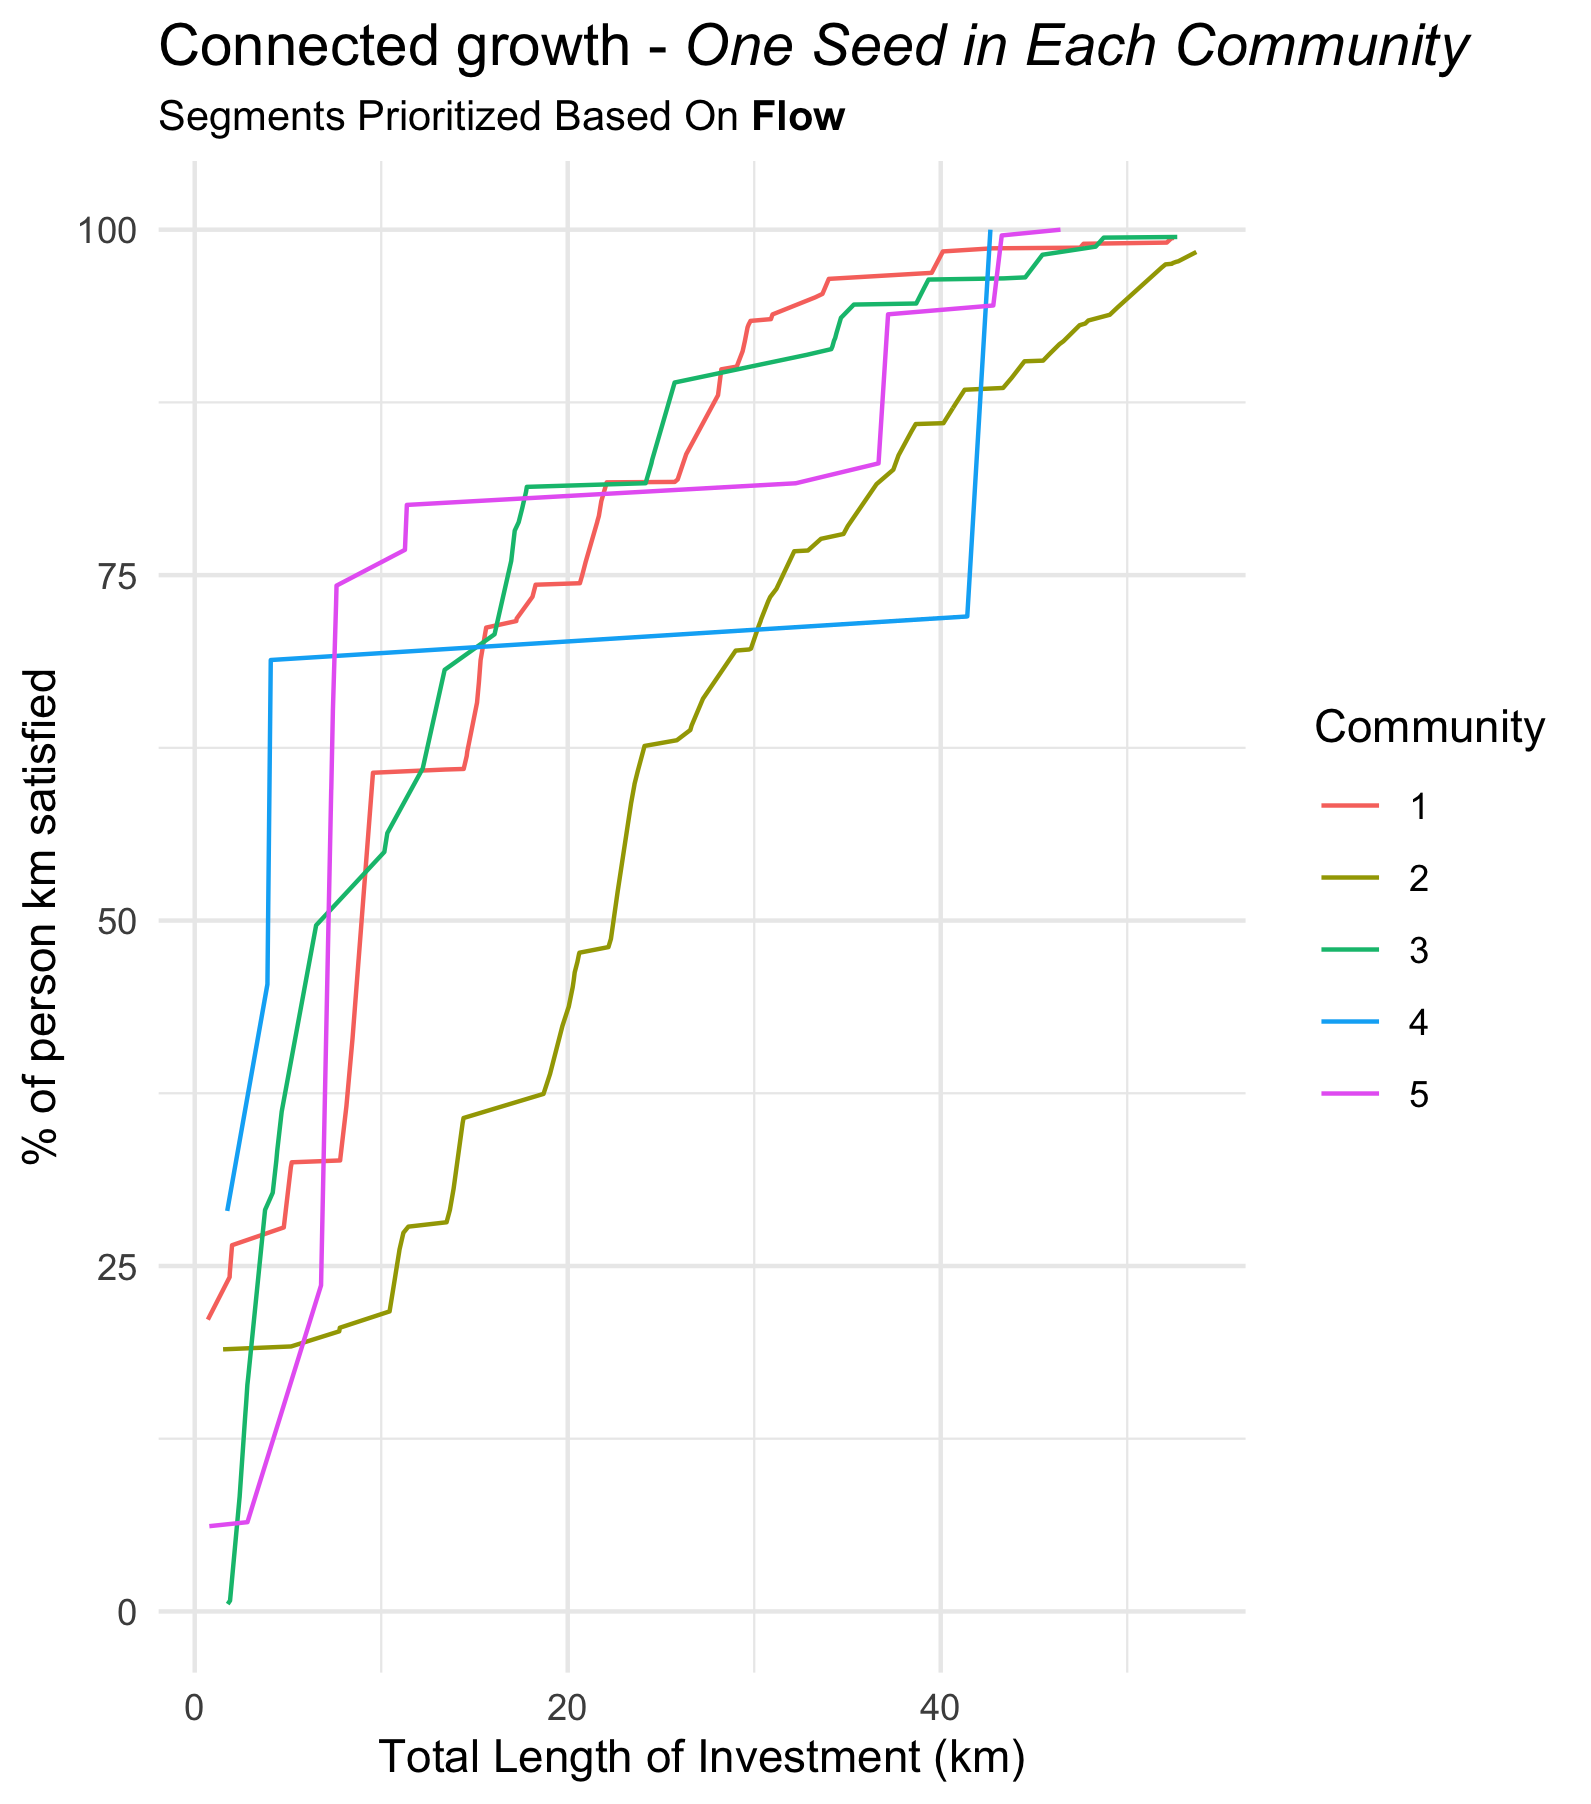 Connected growth - One Seed in Each Community
Segments Prioritized Based On Flow
100
75
50
25
0
% of person km satisfied
0 20 40
Total Length of Investment (km)
Community
1
2
3
4
5